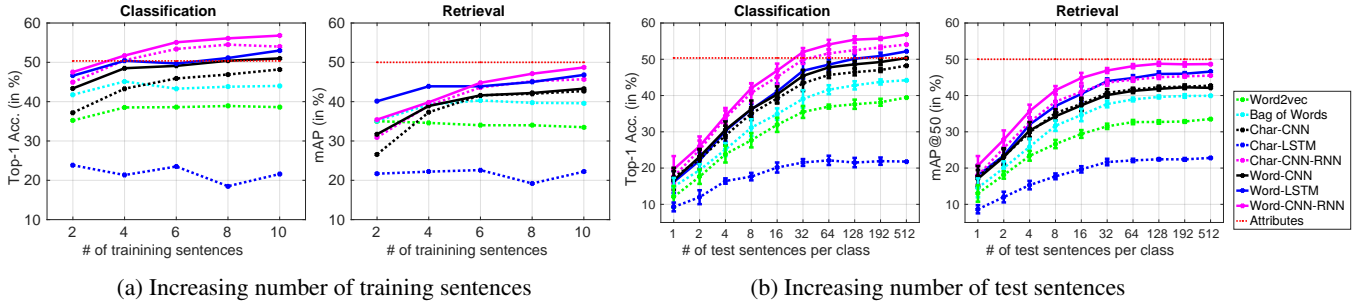 Classification
Top-1 Acc. (in %)
60
50
40
30
20
10
2 4 6 8 10
# of trainining sentences
Retrieval
mAP (in %)
60
50
40
30
20
10
2 4 6 8 10
# of trainining sentences
(a) Increasing number of training sentences
Classification
Top-1 Acc. (in %)
60
50
40
30
20
10
1 2 4 8 16 32 64 128 192 512
# of test sentences per class
Retrieval
mAP@50 (in %)
60
50
40
30
20
10
1 2 4 8 16 32 64 128 192 512
# of test sentences per class
(b) Increasing number of test sentences
Word2vec
Bag of Words
Char-CNN
Char-LSTM
Char-CNN-RNN
Word-CNN
Word-LSTM
Word-CNN-RNN
Attributes